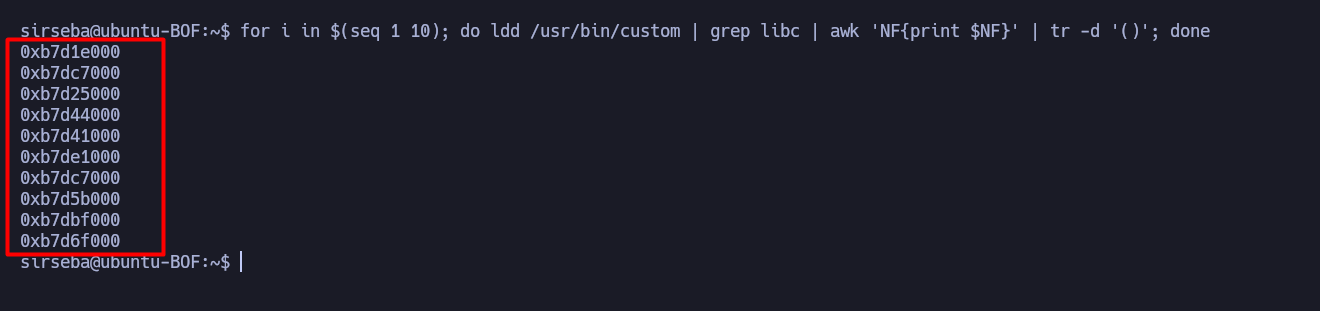 sirseba@ubuntu-BOF:~$ for i in $(seq 1 10); do ldd /usr/bin/custom | grep libc | awk 'NF{print $NF}' | tr -d '()'; done
0xb7d1e000
0xb7dc7000
0xb7d25000
0xb7d44000
0xb7d41000
0xb7de1000
0xb7dc7000
0xb7d5b000
0xb7dbf000
0xb7d6f000
sirseba@ubuntu-BOF:~$